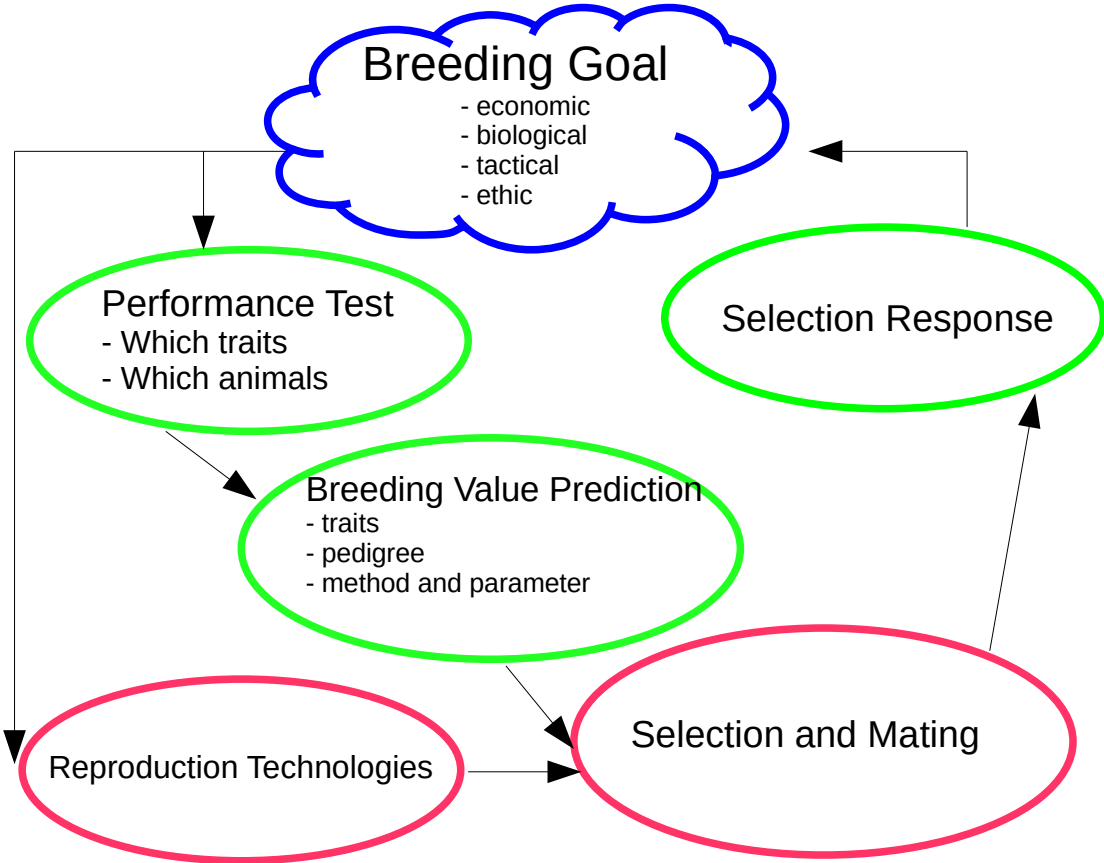 Breeding Goal
- economic
- biological
- tactical
- ethic
Performance Test
- Which traits
- Which animals
Selection Response
Breeding Value Prediction
- traits
- pedigree
- method and parameter
Selection and Mating
Reproduction Technologies